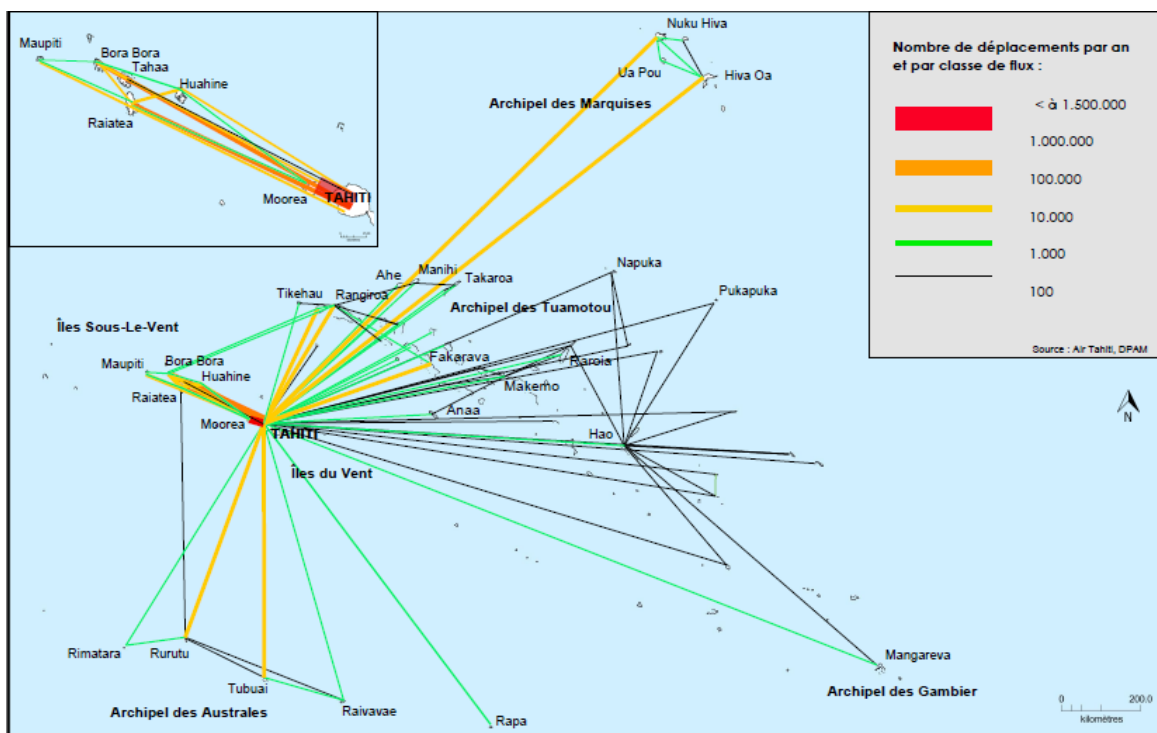 Maupiti
Bora Bora
Tahaa
Huahine
Raiatea
Moorea
TAHITI
Nuku Hiva
Ua Pou
Hiva Oa
Archipel des Marquises
Nombre de déplacements par an
et par classe de flux :
< à 1.500.000
1.000.000
100.000
10.000
1.000
100
Source : Air Tahiti, DPAM
Napuka
Ahe
Manihi
Takaroa
Pukapuka
Tikehau
Rangiroa
Archipel des Tuamotou
Îles Sous-Le-Vent
Maupiti
Bora Bora
Huahine
Raiatea
Fakarava
Raroia
Makemo
Anaa
Moorea
TAHITI
Hao
N
Îles du Vent
Rimatara
Rurutu
Tubuai
Raivavae
Archipel des Australes
Rapa
Mangareva
Archipel des Gambier
0
200.0
kilomètres